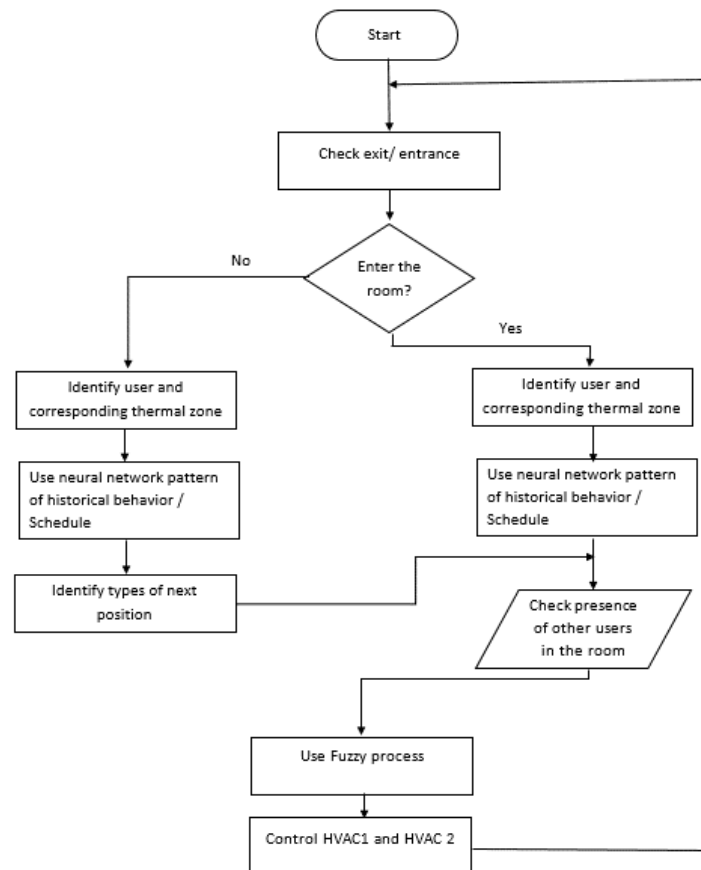 Start
Check exit/ entrance
Enter the
room?
No
Yes
Identify user and
corresponding thermal zone
Use neural network pattern
of historical behavior /
Schedule
Identify types of next
position
Identify user and
corresponding thermal zone
Use neural network pattern
of historical behavior /
Schedule
Check presence
of other users
in the room
Use Fuzzy process
Control HVAC1 and HVAC 2